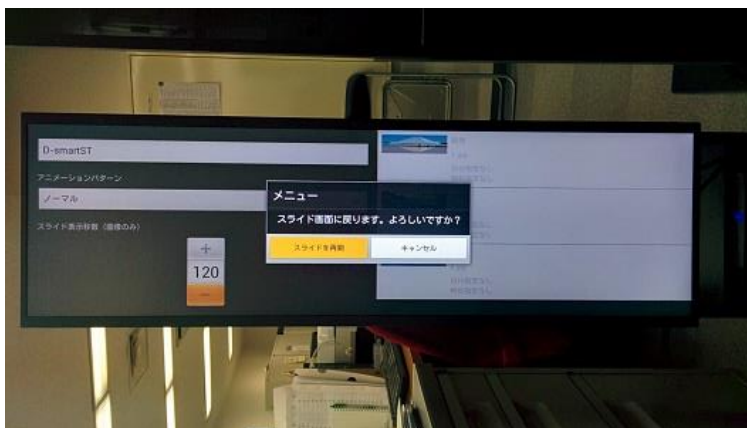 D-smartST
アニメーションパターン
ノーマル
スライド表示秒数（画像のみ）
+
120
メニュー
スライド画面に戻ります。よろしいですか？
スライドを再開
キャンセル